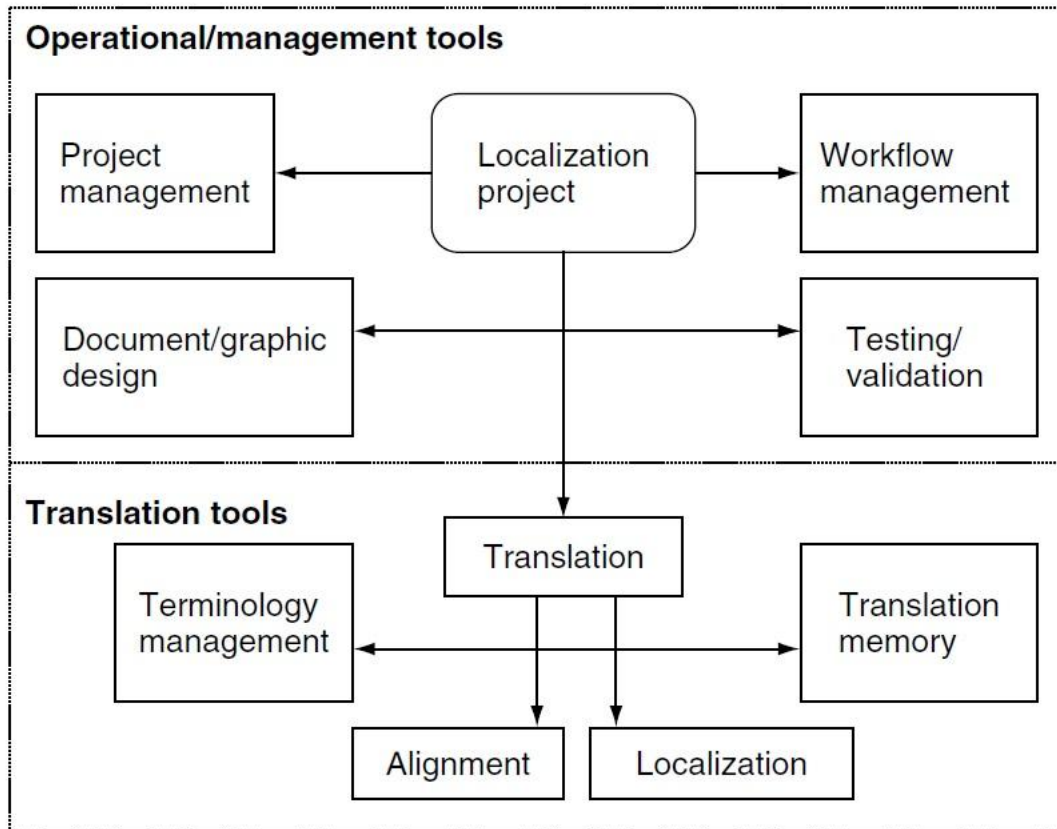 Operational/management tools
Project
management
Localization
project
Workflow
management
Document/graphic
design
Testing/
validation
Translation tools
Translation
Terminology
management
Translation
memory
Alignment
Localization